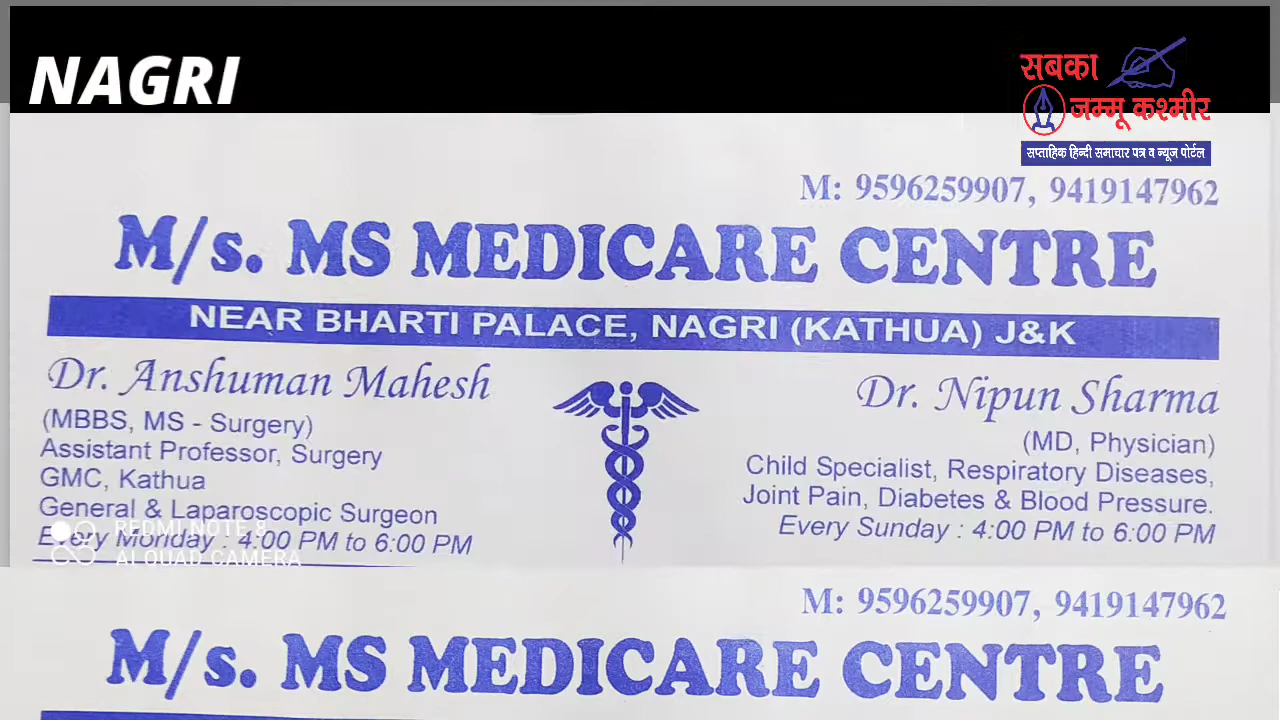 NAGRI
सबका
जम्मू कश्मीर
साप्ताहिक हिन्दी समाचार पत्र व न्यूज पोर्टल
M: 9596259907, 9419147962
M/s. MS MEDICARE CENTRE
NEAR BHARTI PALACE, NAGRI (KATHUA) J&K
Dr. Anshuman Mahesh
(MBBS, MS - Surgery)
Assistant Professor, Surgery
GMC, Kathua
General & Laparoscopic Surgeon
Every Monday : 4:00 PM to 6:00 PM
Dr. Nipun Sharma
(MD, Physician)
Child Specialist, Respiratory Diseases,
Joint Pain, Diabetes & Blood Pressure.
Every Sunday : 4:00 PM to 6:00 PM
REDMI NOTE 8
AI QUAD CAMERA
M: 9596259907, 9419147962
M/s. MS MEDICARE CENTRE